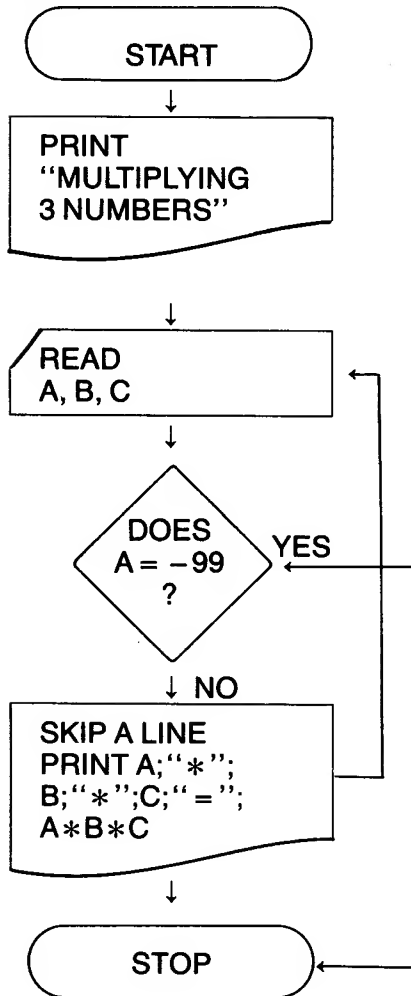 START
PRINT
“MULTIPLYING
3 NUMBERS”
READ
A, B, C
DOES
A = −99
?
YES
NO
SKIP A LINE
PRINT A;“*”;
B;“*”;C;“=”;
A*B*C
STOP